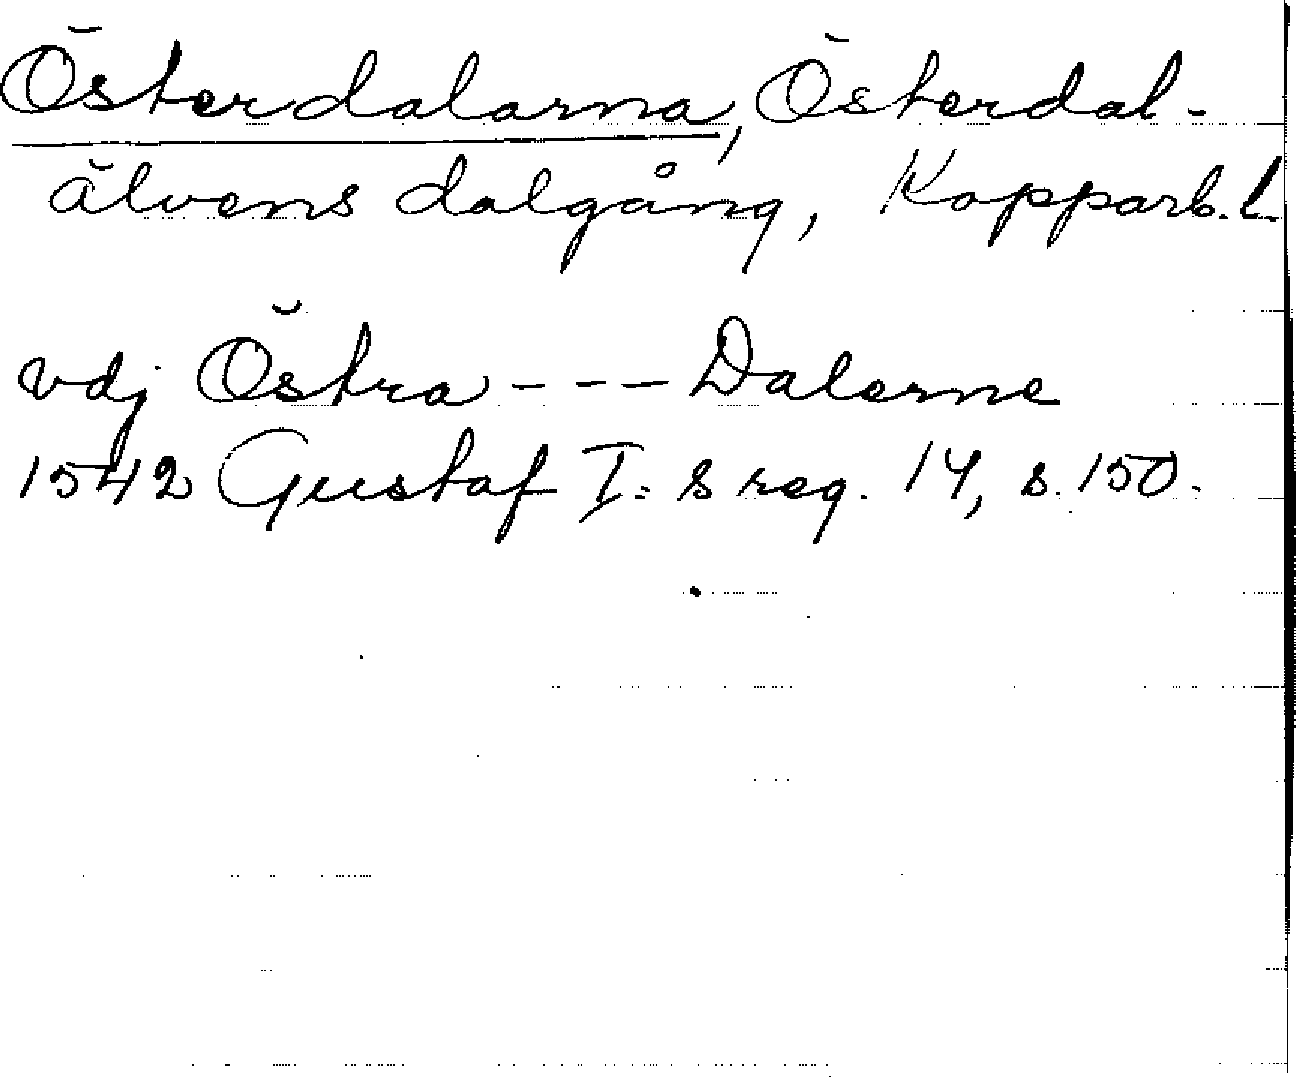 Österdalarna, Österdal-
älvens dalgång, Kopparb. l.
vdj Östra --- Dalerne
1542 Gustaf I:s reg. 14, s. 150.